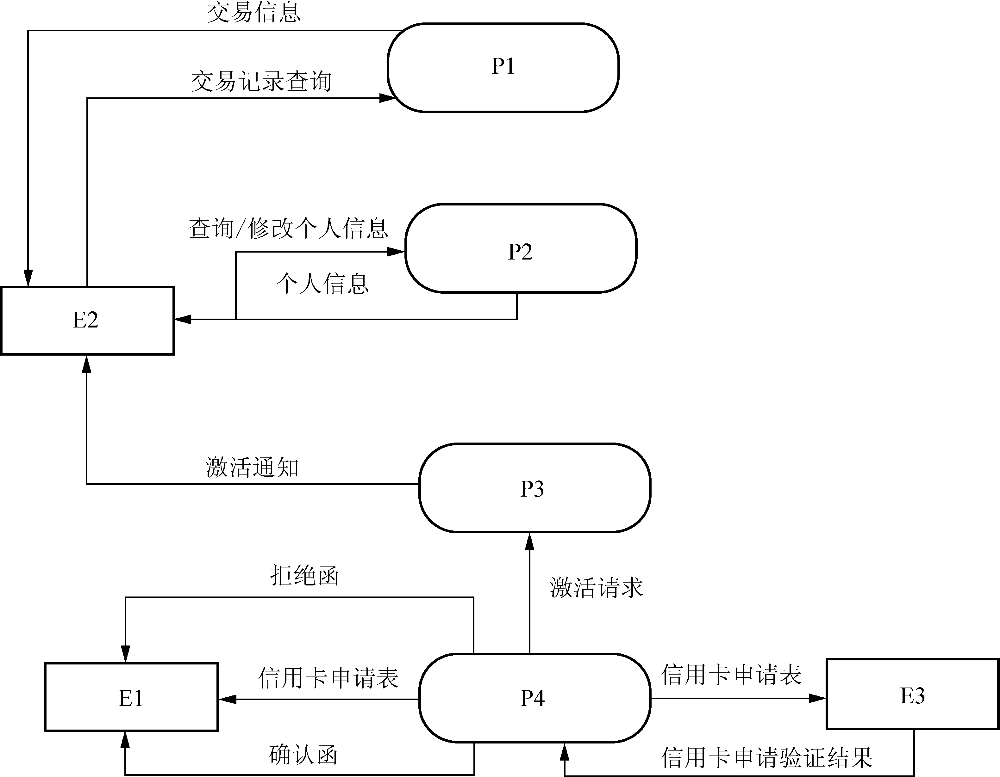 交易信息
P1
交易记录查询
查询/修改个人信息
P2
个人信息
E2
激活通知
P3
拒绝函
激活请求
信用卡申请表
信用卡申请表
E1
P4
E3
确认函
信用卡申请验证结果